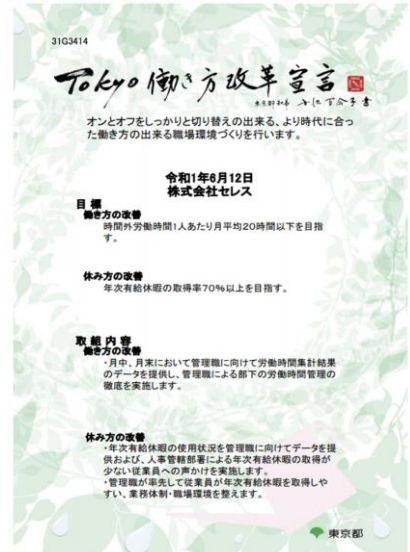 31G3414
Tokyo 働き方改革宣言
東京都知事 小池百合子 書
オンとオフをしっかりと切り替えの出来る、より時代に合っ
た働き方の出来る職場環境づくりを行います。
令和1年6月12日
株式会社セレス
目 標
働き方の改善
時間外労働時間1人あたり月平均20時間以下を目指
す。
休み方の改善
年次有給休暇の取得率70%以上を目指す。
取 組 内 容
働き方の改善
・月中、月末において管理職に向けて労働時間集計結果
のデータを提供し、管理職による部下の労働時間管理の
徹底を実施します。
休み方の改善
・年次有給休暇の使用状況を管理職に向けてデータを提
供および、人事管轄部署による年次有給休暇の取得が
少ない従業員への声かけを実施します。
・管理職が率先して従業員が年次有給休暇を取得しや
すい、業務体制・職場環境を整えます。
東京都